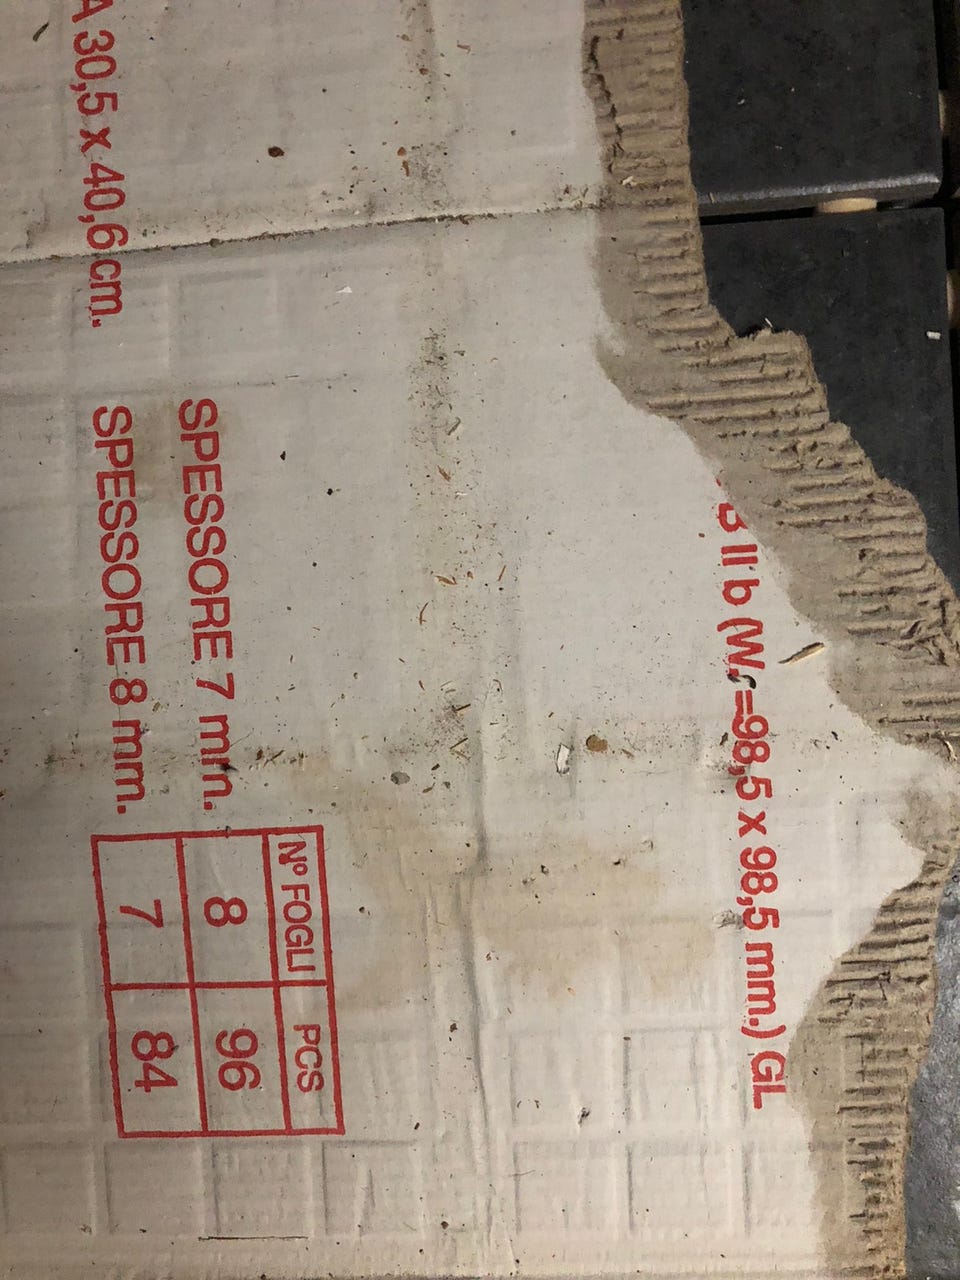 B II b (W.=98,5 x 98,5 mm.) GL
N° FOGLI PCS
SPESSORE 7 mm. 8 96
A 30,5 x 40,6 cm. SPESSORE 8 mm. 7 84